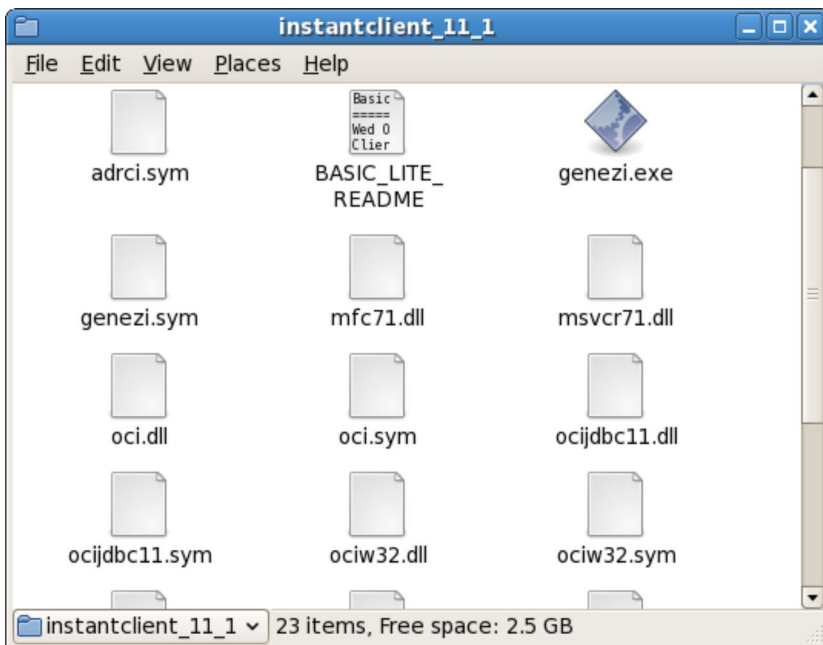 instantclient_11_1
File Edit View Places Help
Basic
=====
Wed O
Clier
adrci.sym
BASIC_LITE_
README
genezi.exe
genezi.sym
mfc71.dll
msvcr71.dll
oci.dll
oci.sym
ocijdbc11.dll
ocijdbc11.sym
ociw32.dll
ociw32.sym
instantclient_11_1
23 items, Free space: 2.5 GB